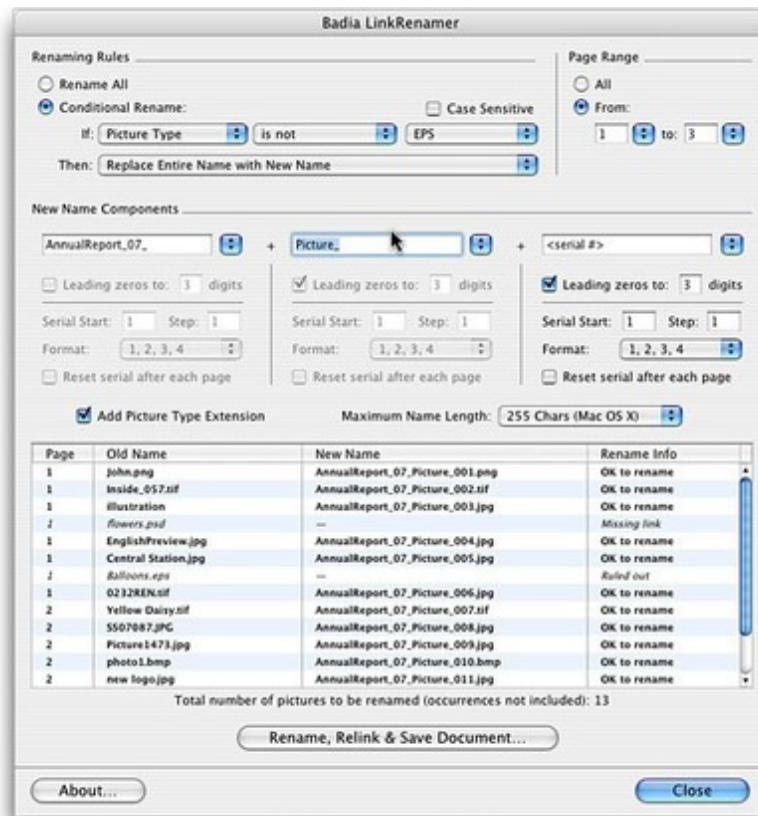 Badia LinkRenamer
Renaming Rules
Page Range
Rename All
All
Conditional Rename:
Case Sensitive
From:
If: Picture Type is not EPS
1 to: 3
Then: Replace Entire Name with New Name
New Name Components
AnnualReport_07_ + Picture_ + <serial #>
Leading zeros to: 3 digits Leading zeros to: 3 digits Leading zeros to: 3 digits
Serial Start: 1 Step: 1 Serial Start: 1 Step: 1 Serial Start: 1 Step: 1
Format: 1, 2, 3, 4 Format: 1, 2, 3, 4 Format: 1, 2, 3, 4
Reset serial after each page Reset serial after each page Reset serial after each page
Add Picture Type Extension Maximum Name Length: 255 Chars (Mac OS X)
Page Old Name New Name Rename Info
1 John.png AnnualReport_07_Picture_001.png OK to rename
1 Inside_057.tif AnnualReport_07_Picture_002.tif OK to rename
1 illustration AnnualReport_07_Picture_003.jpg OK to rename
1 flowers.psd — Missing link
1 EnglishPreview.jpg AnnualReport_07_Picture_004.jpg OK to rename
1 Central Station.jpg AnnualReport_07_Picture_005.jpg OK to rename
1 Balloons.eps — Ruled out
1 0232REN.tif AnnualReport_07_Picture_006.jpg OK to rename
2 Yellow Daisy.tif AnnualReport_07_Picture_007.tif OK to rename
2 S507087.JPG AnnualReport_07_Picture_008.jpg OK to rename
2 Picture1473.jpg AnnualReport_07_Picture_009.jpg OK to rename
2 photo1.bmp AnnualReport_07_Picture_010.bmp OK to rename
2 new logo.jpg AnnualReport_07_Picture_011.jpg OK to rename
Total number of pictures to be renamed (occurrences not included): 13
Rename, Relink & Save Document...
About...
Close